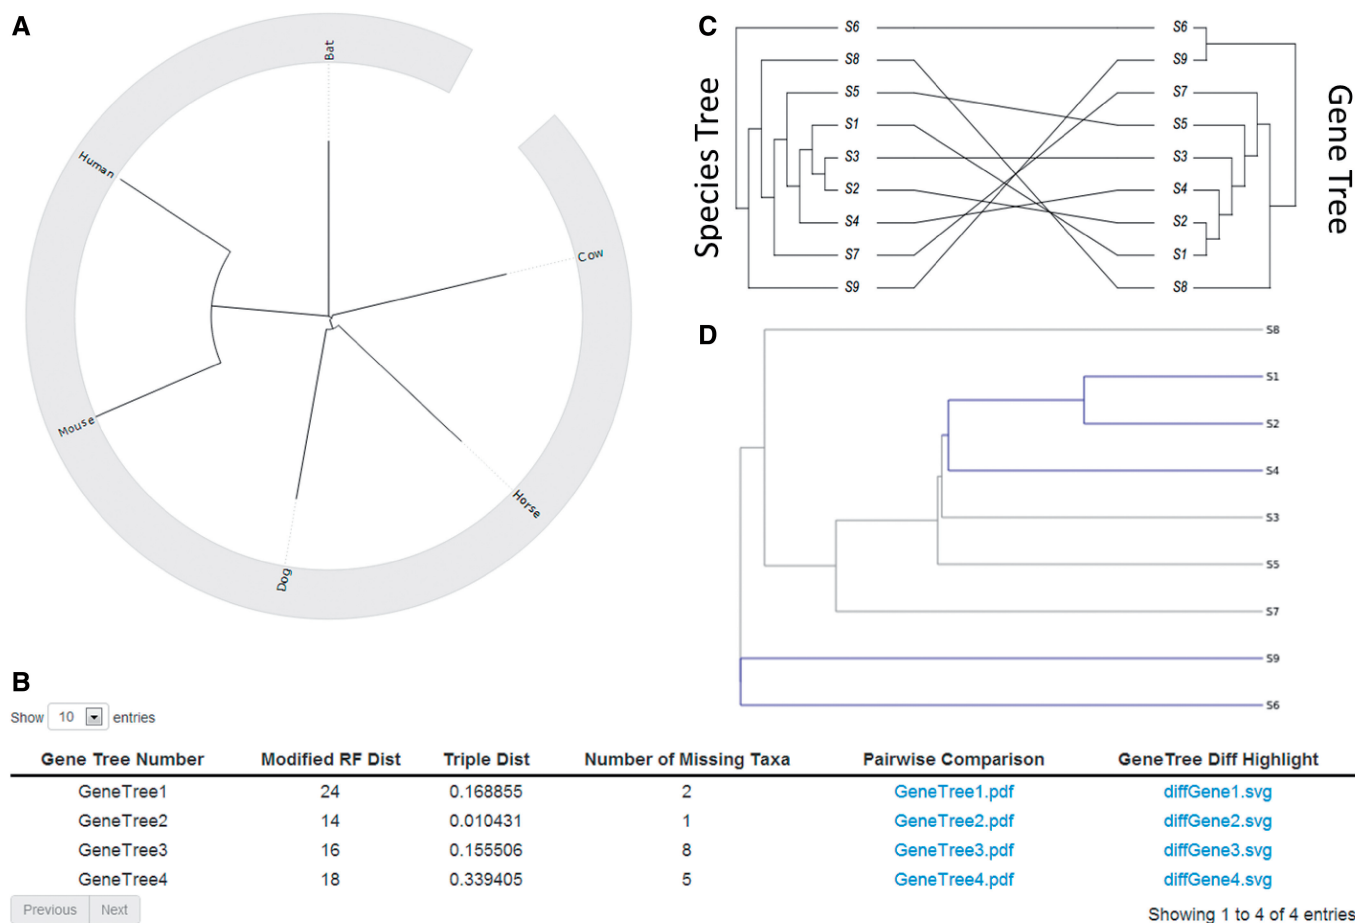 A
Bat
Human
Cow
Mouse
Horse
Dog
C
Species Tree
Gene Tree
S6 S6
S8 S9
S5 S7
S1 S5
S3 S3
S2 S4
S4 S2
S7 S1
S9 S8
D
S8
S1
S2
S4
S3
S5
S7
S9
S6
B
Show 10 entries
Gene Tree Number Modified RF Dist Triple Dist Number of Missing Taxa Pairwise Comparison GeneTree Diff Highlight
GeneTree1 24 0.168855 2 GeneTree1.pdf diffGene1.svg
GeneTree2 14 0.010431 1 GeneTree2.pdf diffGene2.svg
GeneTree3 16 0.155506 8 GeneTree3.pdf diffGene3.svg
GeneTree4 18 0.339405 5 GeneTree4.pdf diffGene4.svg
Previous Next
Showing 1 to 4 of 4 entries